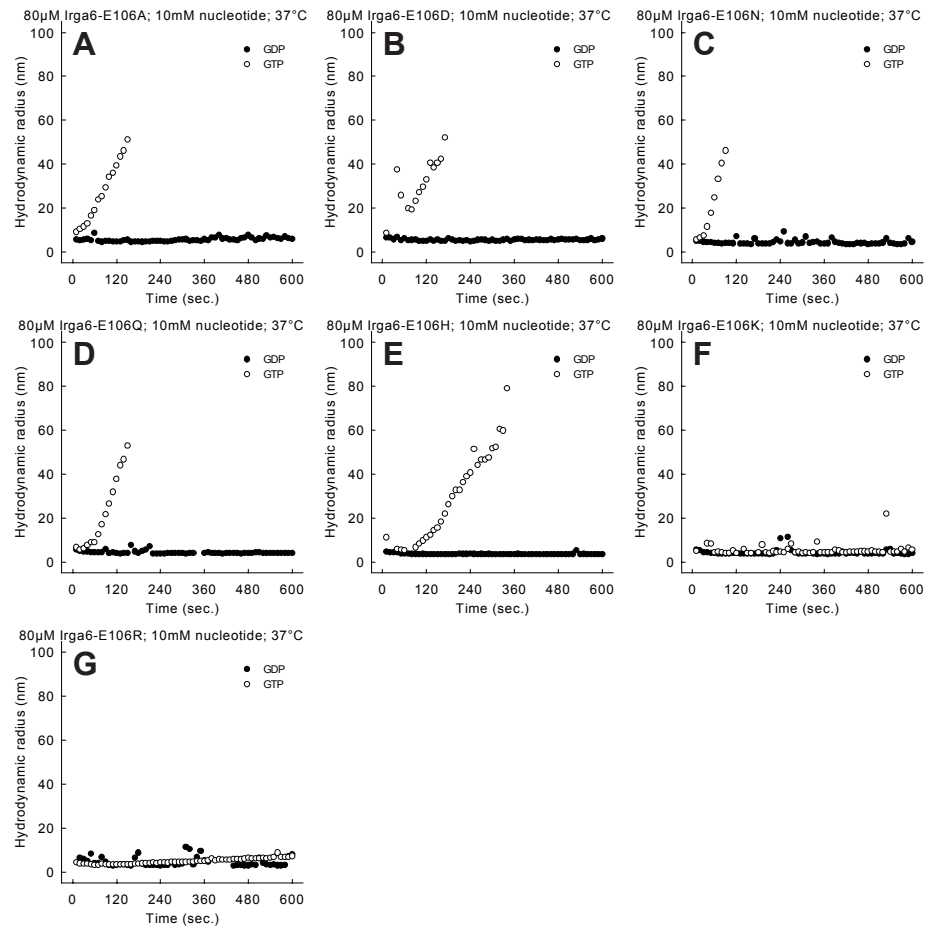 80µM Irga6-E106A; 10mM nucleotide; 37°C
A
GDP
GTP
Hydrodynamic radius (nm)
100
80
60
40
20
0
0 120 240 360 480 600
Time (sec.)
80µM Irga6-E106D; 10mM nucleotide; 37°C
B
GDP
GTP
Hydrodynamic radius (nm)
100
80
60
40
20
0
0 120 240 360 480 600
Time (sec.)
80µM Irga6-E106N; 10mM nucleotide; 37°C
C
GDP
GTP
Hydrodynamic radius (nm)
100
80
60
40
20
0
0 120 240 360 480 600
Time (sec.)
80µM Irga6-E106Q; 10mM nucleotide; 37°C
D
GDP
GTP
Hydrodynamic radius (nm)
100
80
60
40
20
0
0 120 240 360 480 600
Time (sec.)
80µM Irga6-E106H; 10mM nucleotide; 37°C
E
GDP
GTP
Hydrodynamic radius (nm)
100
80
60
40
20
0
0 120 240 360 480 600
Time (sec.)
80µM Irga6-E106K; 10mM nucleotide; 37°C
F
GDP
GTP
Hydrodynamic radius (nm)
100
80
60
40
20
0
0 120 240 360 480 600
Time (sec.)
80µM Irga6-E106R; 10mM nucleotide; 37°C
G
GDP
GTP
Hydrodynamic radius (nm)
100
80
60
40
20
0
0 120 240 360 480 600
Time (sec.)